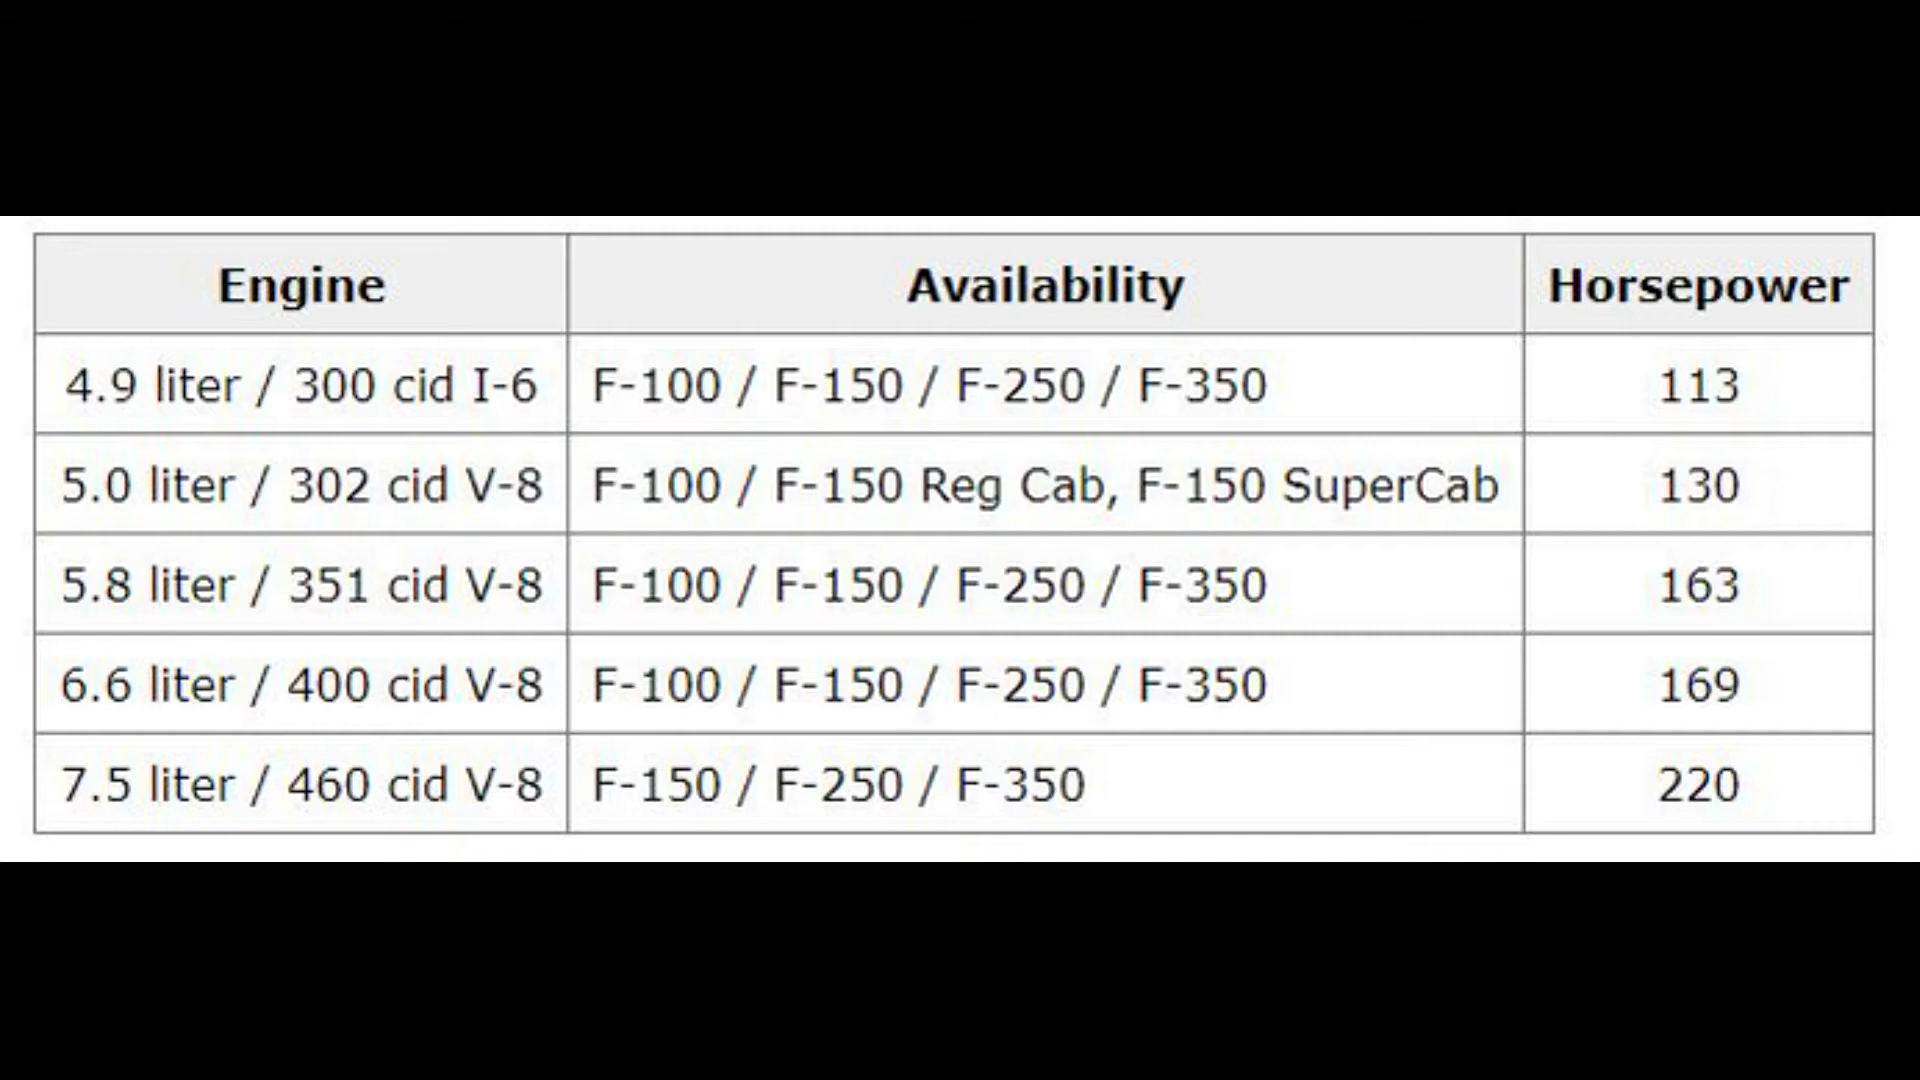 Engine Availability Horsepower
4.9 liter / 300 cid I-6 F-100 / F-150 / F-250 / F-350 113
5.0 liter / 302 cid V-8 F-100 / F-150 Reg Cab, F-150 SuperCab 130
5.8 liter / 351 cid V-8 F-100 / F-150 / F-250 / F-350 163
6.6 liter / 400 cid V-8 F-100 / F-150 / F-250 / F-350 169
7.5 liter / 460 cid V-8 F-150 / F-250 / F-350 220